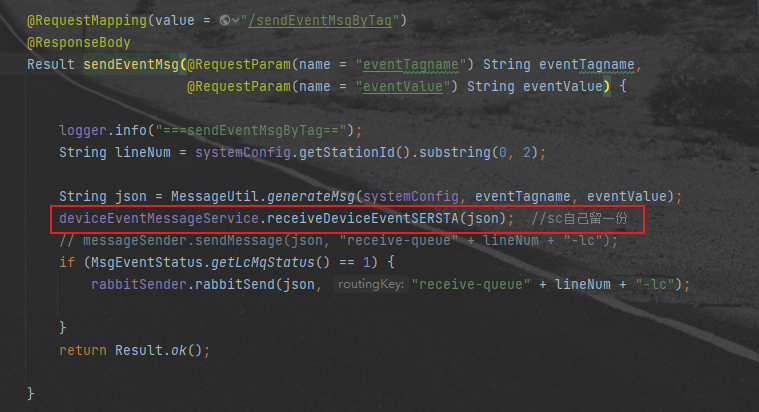 @RequestMapping(value = "/sendEventMsgByTag")
@ResponseBody
Result sendEventMsg(@RequestParam(name = "eventTagname") String eventTagname,
@RequestParam(name = "eventValue") String eventValue) {
logger.info("===sendEventMsgByTag==");
String lineNum = systemConfig.getStationId().substring(0, 2);
String json = MessageUtil.generateMsg(systemConfig, eventTagname, eventValue);
deviceEventMessageService.receiveDeviceEventSERSTA(json); //sc自己留一份
// messageSender.sendMessage(json, "receive-queue" + lineNum + "-lc");
if (MsgEventStatus.getLcMqStatus() == 1) {
rabbitSender.rabbitSend(json, routingKey: "receive-queue" + lineNum + "-lc");
}
return Result.ok();
}